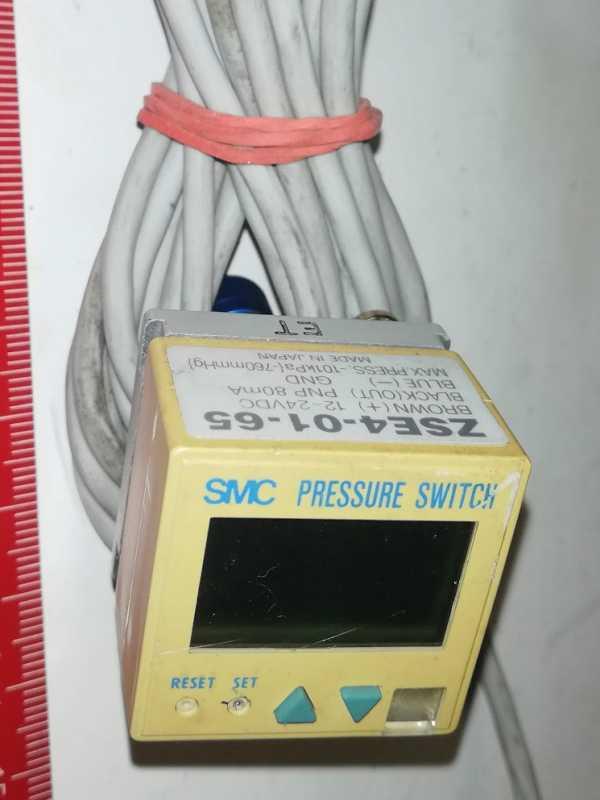 ET
ZSE4-01-65
BROWN(+) 12-24VDC
BLACK(OUT) PNP 80mA
BLUE(-) GND
MAX.PRESS.-101kPa{-760mmHg}
MADE IN JAPAN
SMC PRESSURE SWITCH
RESET SET